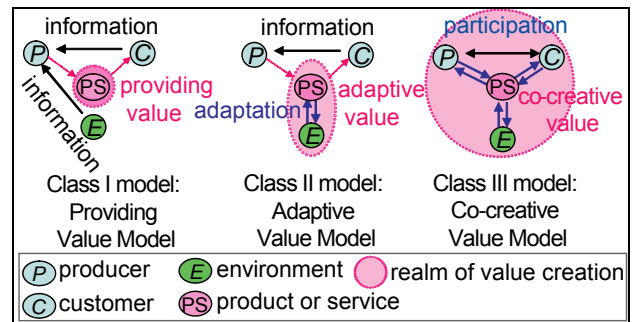 information
P
C
PS
providing
value
information
E
Class I model:
Providing
Value Model
information
P
C
PS
adaptation
adaptive
value
E
Class II model:
Adaptive
Value Model
participation
P
C
PS
co-creative
value
E
Class III model:
Co-creative
Value Model
P producer
E environment
realm of value creation
C customer
PS product or service